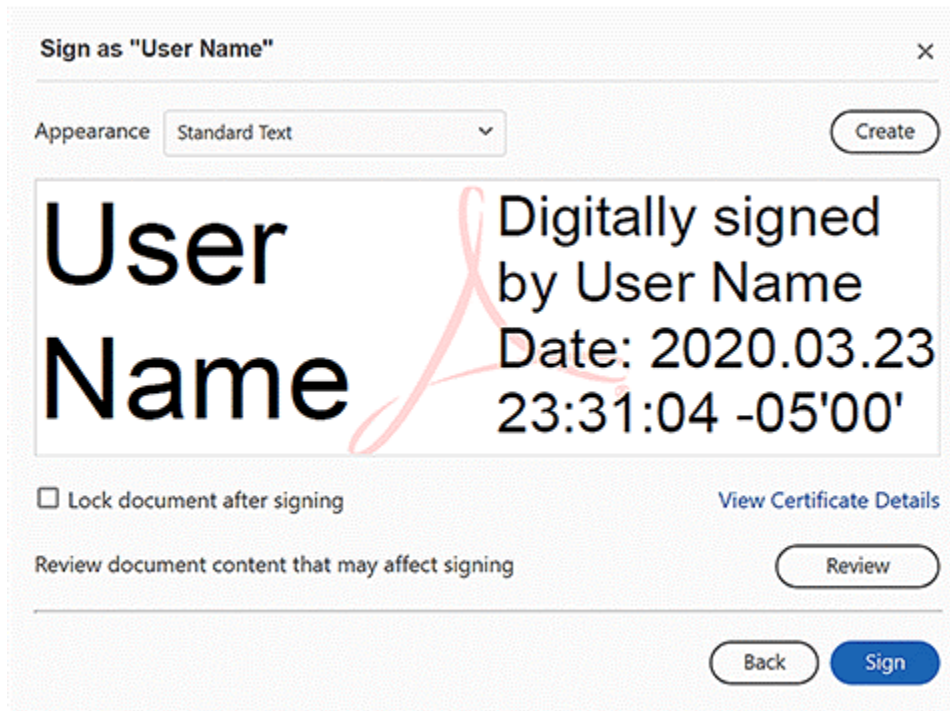 Sign as "User Name"
Appearance Standard Text Create
User
Name
Digitally signed
by User Name
Date: 2020.03.23
23:31:04 -05'00'
Lock document after signing
View Certificate Details
Review document content that may affect signing
Review
Back
Sign